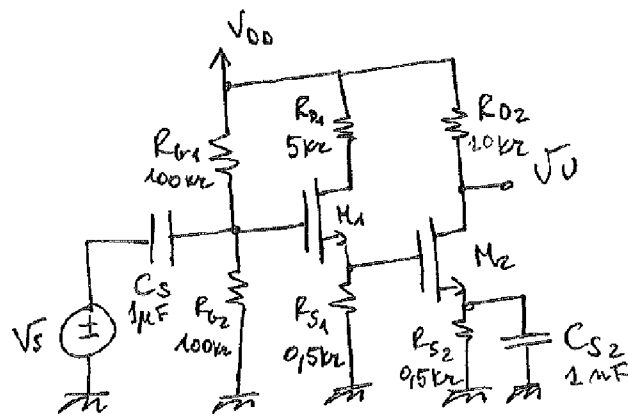 VDD
RG1
100kΩ
RD1
5kΩ
RD2
10kΩ
vU
M1
M2
CS
1μF
vS
±
RG2
100kΩ
RS1
0,5kΩ
RS2
0,5kΩ
CS2
1nF